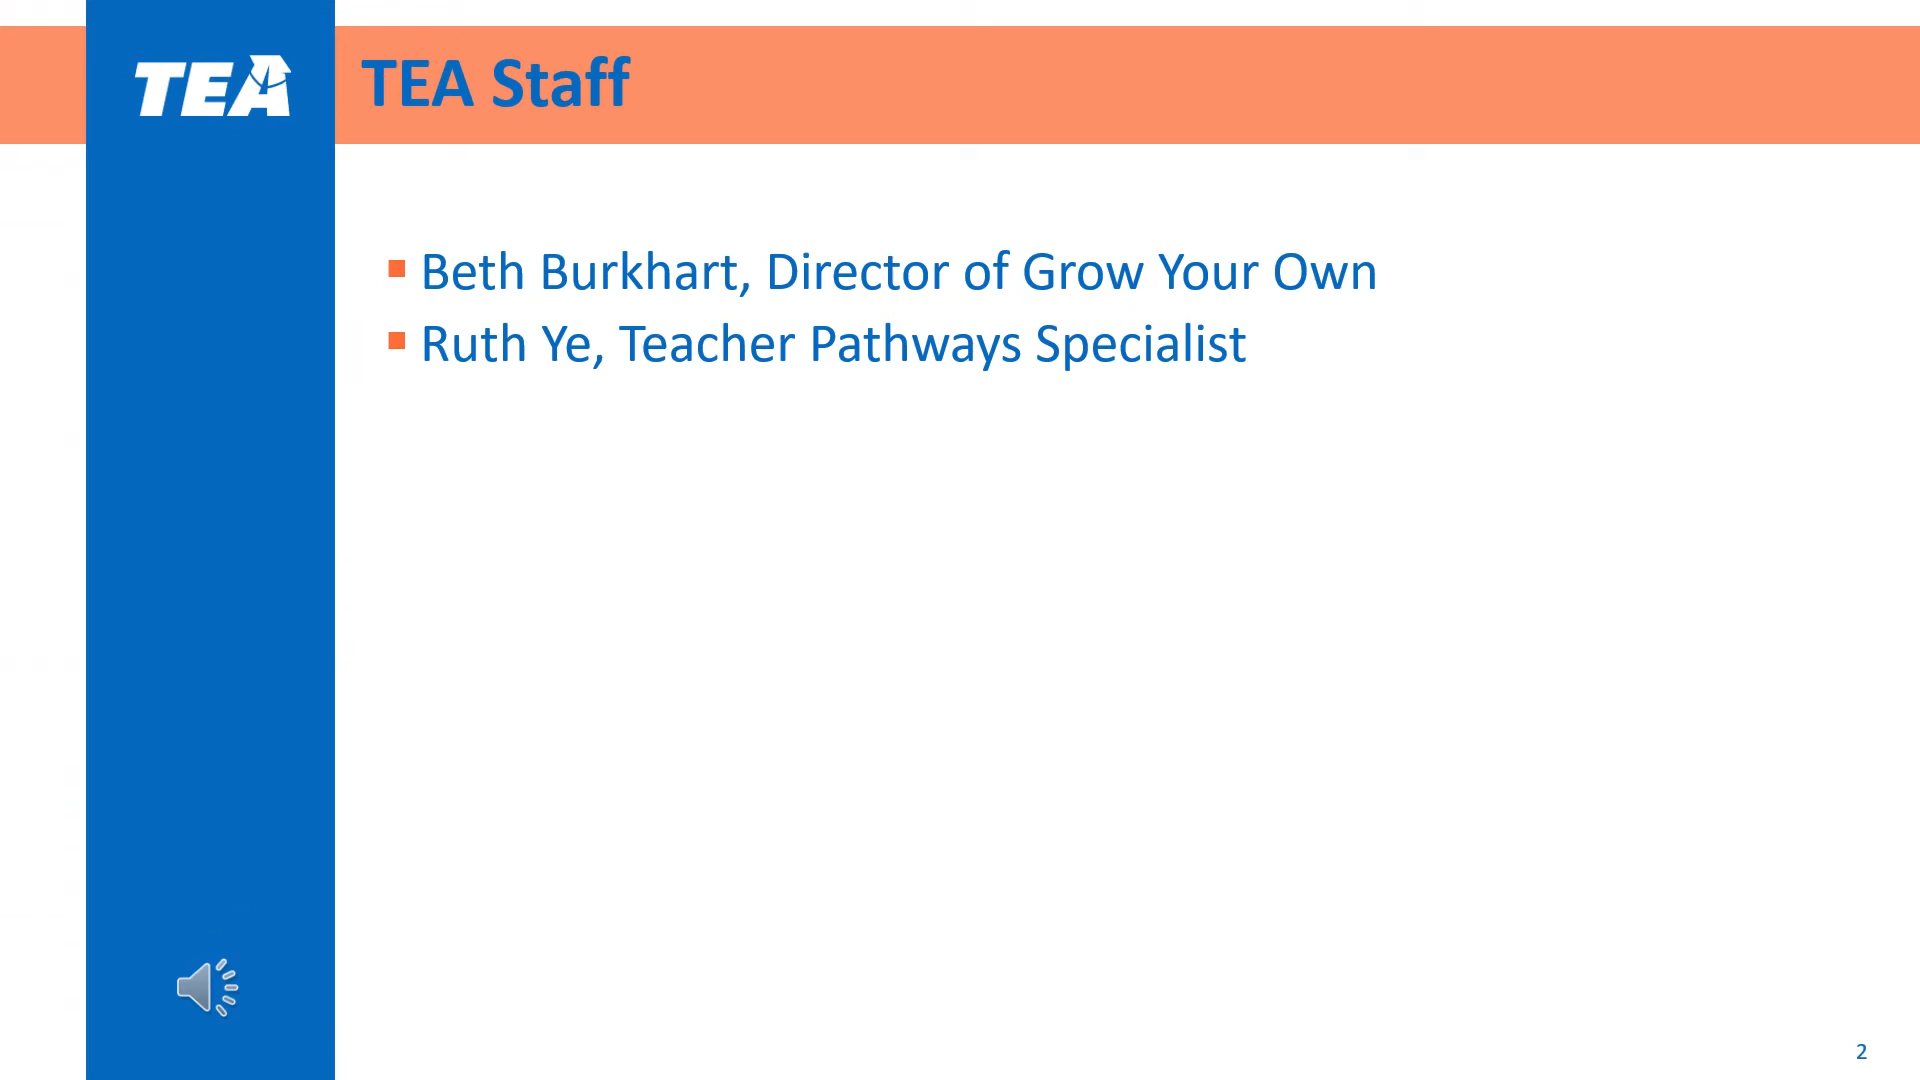 TEA
TEA Staff
Beth Burkhart, Director of Grow Your Own
Ruth Ye, Teacher Pathways Specialist
2